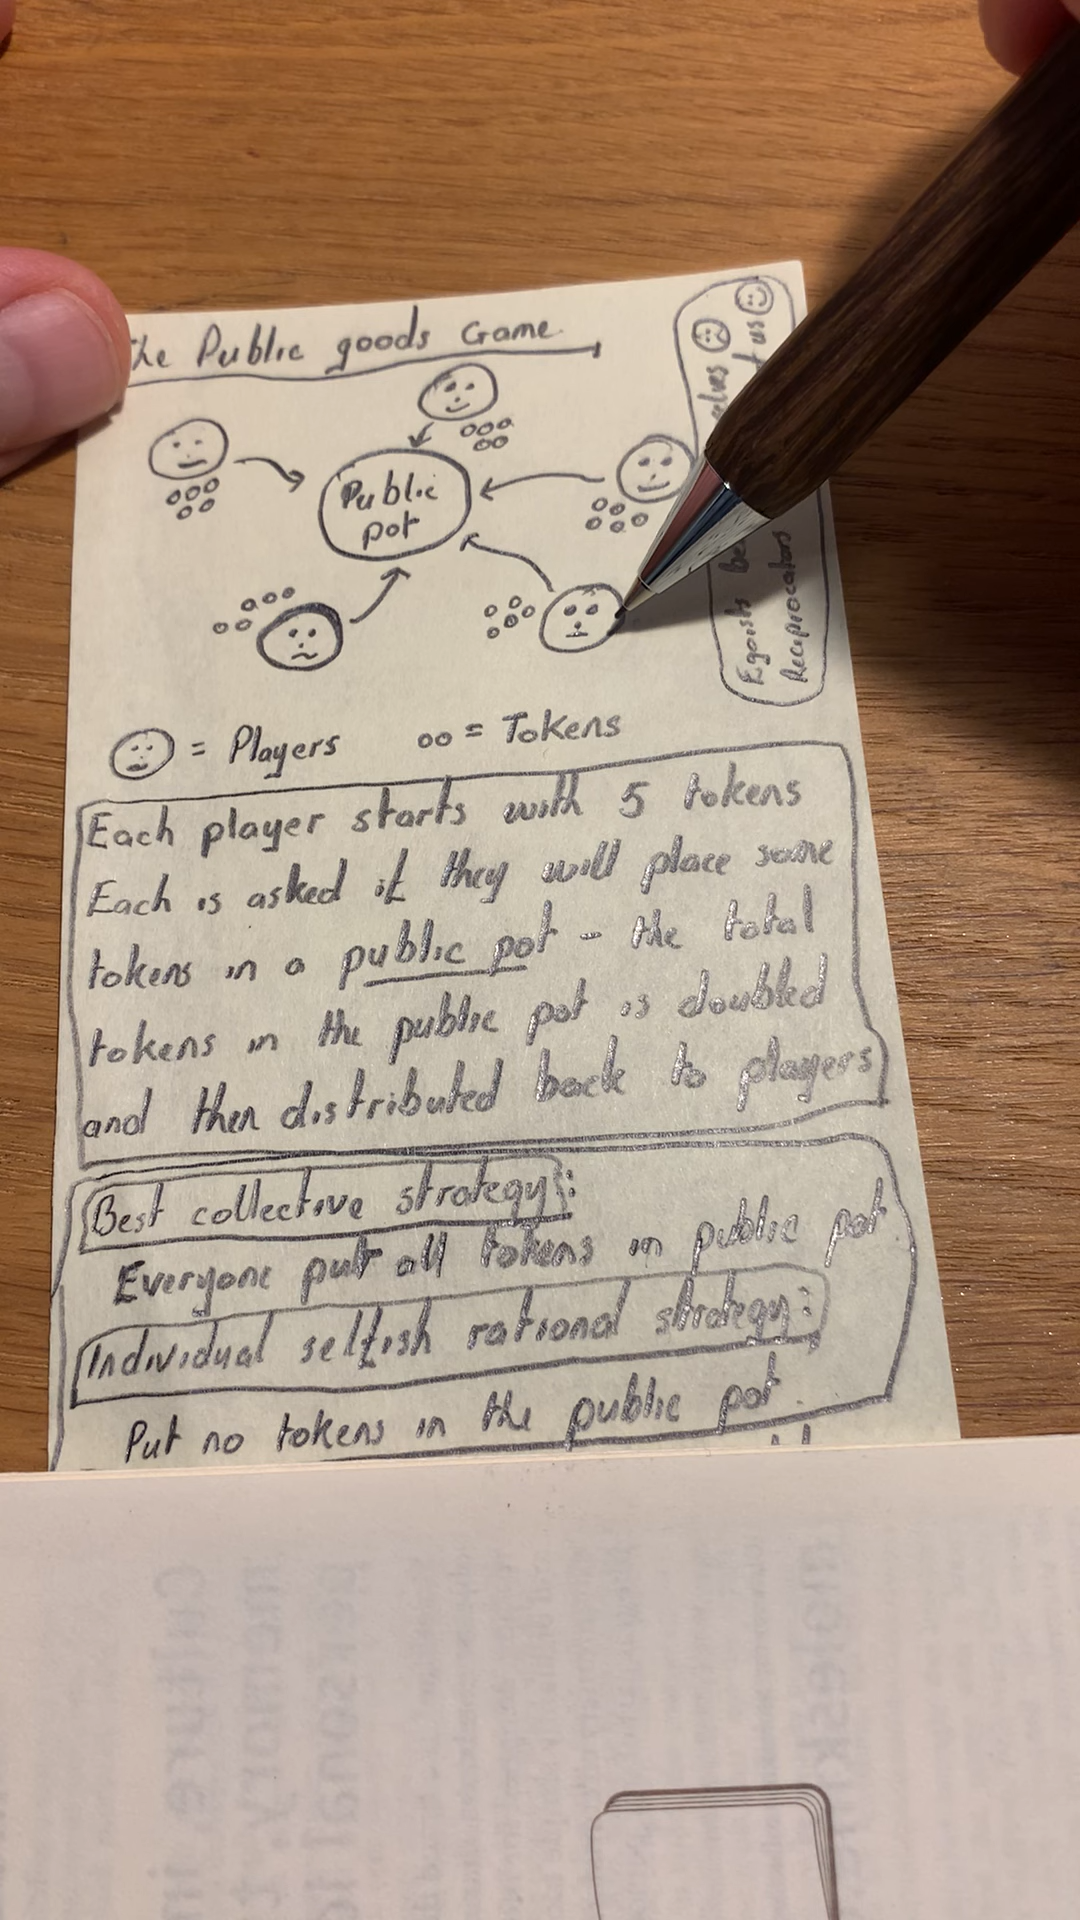 The Public goods Game
Public
pot
Egoists
Reciprocators
us
= Players
= Tokens
Each player starts with 5 tokens
Each is asked if they will place some
tokens in a public pot - the total
tokens in the public pot is doubled
and then distributed back to players
Best collective strategy:
Everyone put all tokens in public pot
Individual selfish rational strategy:
Put no tokens in the public pot.